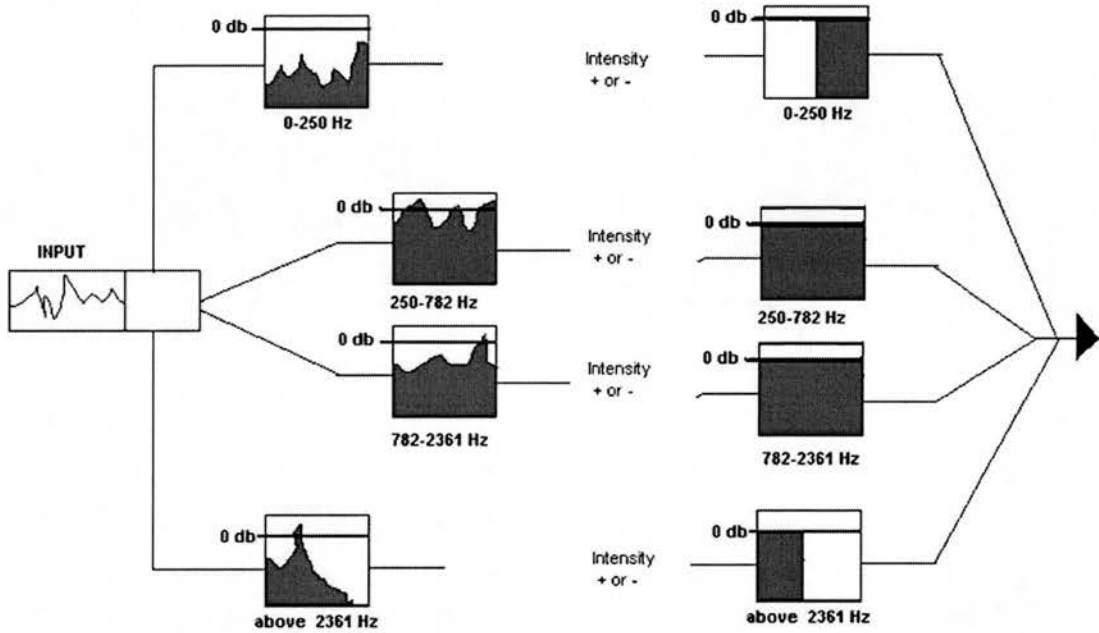 0 db
0-250 Hz
Intensity
+ or -
0 db
0-250 Hz
INPUT
0 db
250-782 Hz
Intensity
+ or -
0 db
250-782 Hz
0 db
782-2361 Hz
Intensity
+ or -
0 db
782-2361 Hz
0 db
above 2361 Hz
Intensity
+ or -
0 db
above 2361 Hz